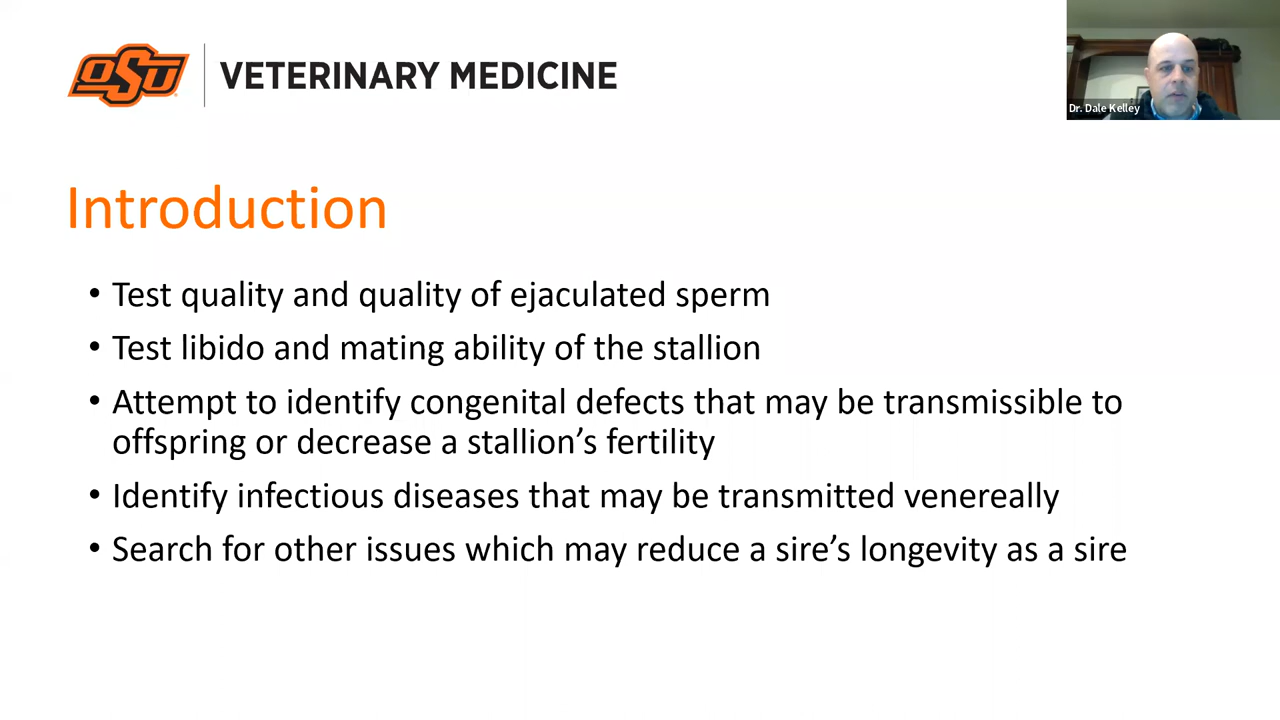 OSU
VETERINARY MEDICINE
Dr. Dale Kelley
Introduction
• Test quality and quality of ejaculated sperm
• Test libido and mating ability of the stallion
• Attempt to identify congenital defects that may be transmissible to
offspring or decrease a stallion’s fertility
• Identify infectious diseases that may be transmitted venereally
• Search for other issues which may reduce a sire’s longevity as a sire